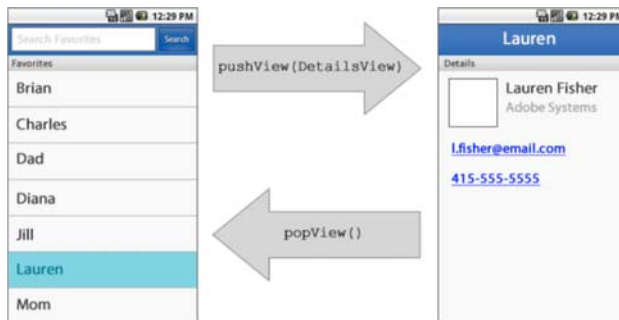 12:29 PM
Search Favorites
Search
Favorites
Brian
Charles
Dad
Diana
Jill
Lauren
Mom
pushView(DetailsView)
popView()
12:29 PM
Lauren
Details
Lauren Fisher
Adobe Systems
l.fisher@email.com
415-555-5555